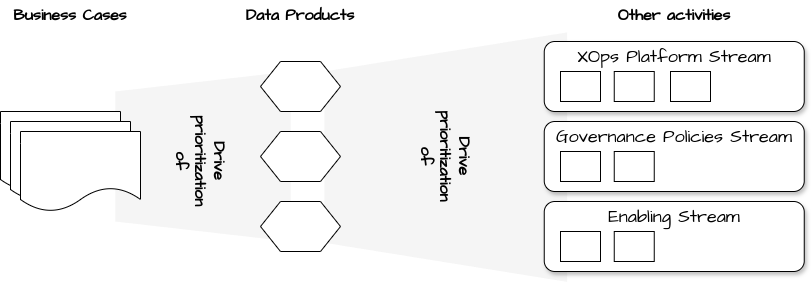 Business Cases
Data Products
Other activities
Drive
prioritization
of
Drive
prioritization
of
XOps Platform Stream
Governance Policies Stream
Enabling Stream